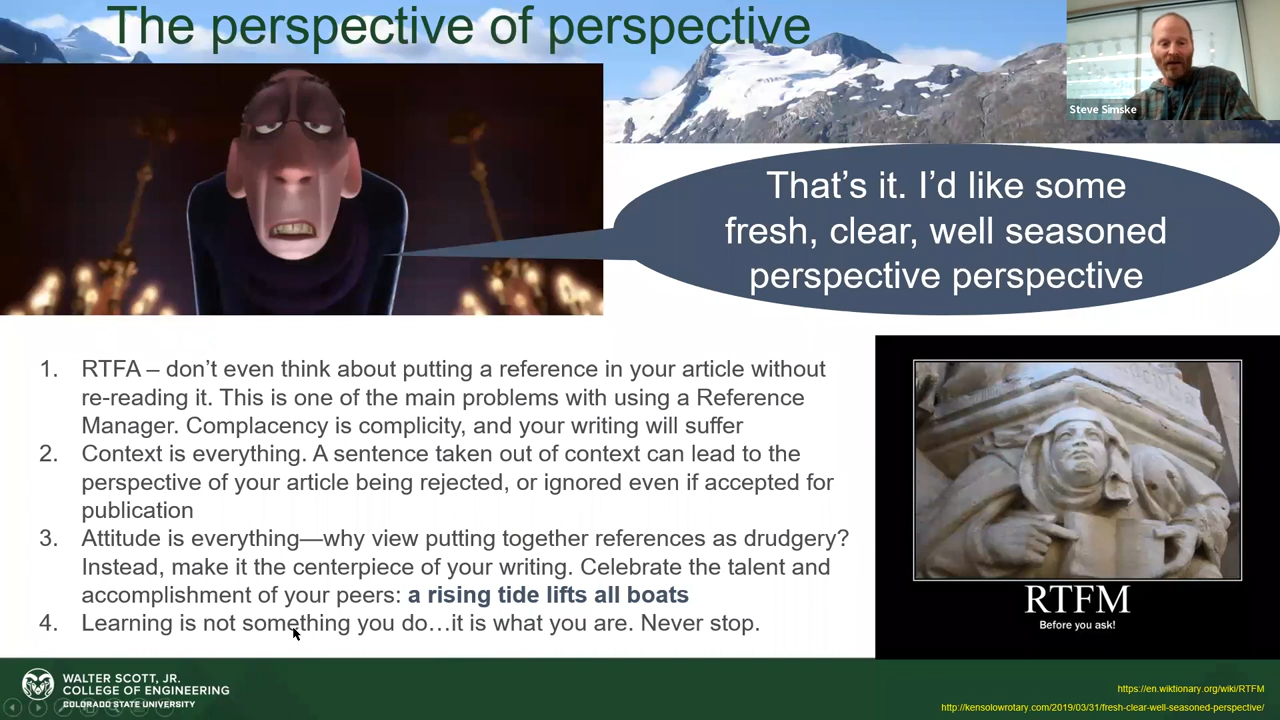 The perspective of perspective
Steve Simske
That’s it. I’d like some
fresh, clear, well seasoned
perspective perspective
1. RTFA – don’t even think about putting a reference in your article without
re-reading it. This is one of the main problems with using a Reference
Manager. Complacency is complicity, and your writing will suffer
2. Context is everything. A sentence taken out of context can lead to the
perspective of your article being rejected, or ignored even if accepted for
publication
3. Attitude is everything—why view putting together references as drudgery?
Instead, make it the centerpiece of your writing. Celebrate the talent and
accomplishment of your peers: a rising tide lifts all boats
4. Learning is not something you do…it is what you are. Never stop.
RTFM
Before you ask!
WALTER SCOTT, JR.
COLLEGE OF ENGINEERING
COLORADO STATE UNIVERSITY
https://en.wiktionary.org/wiki/RTFM
http://kensolowrotary.com/2019/03/31/fresh-clear-well-seasoned-perspective/